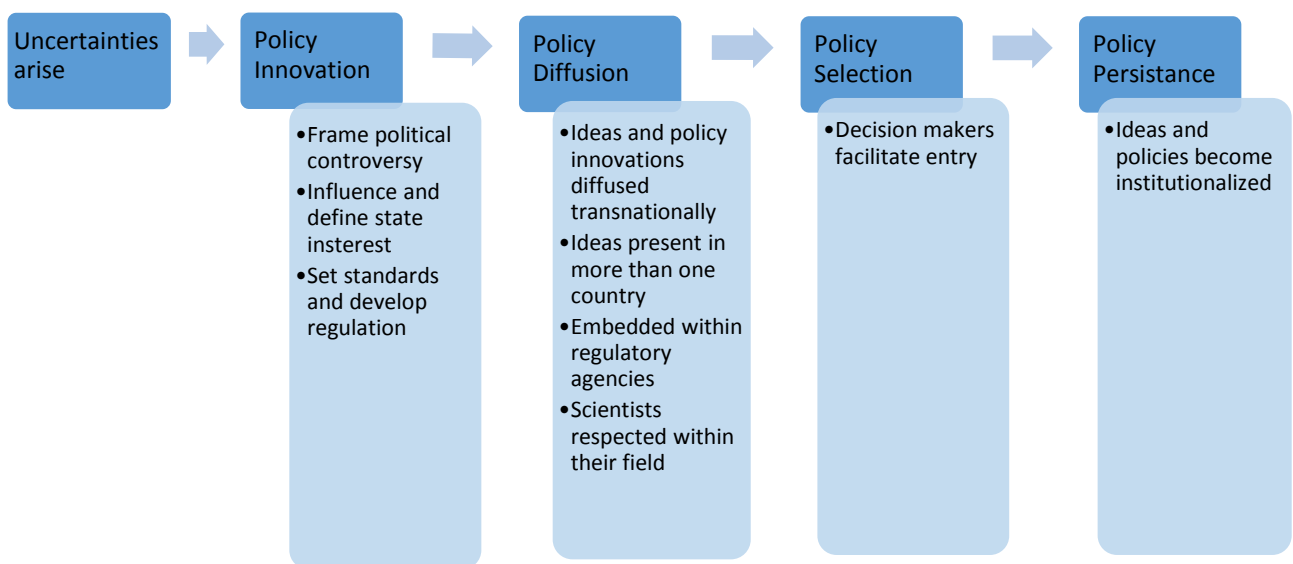 Uncertainties
arise
Policy
Innovation
•Frame political
controversy
•Influence and
define state
insterest
•Set standards
and develop
regulation
Policy
Diffusion
•Ideas and policy
innovations
diffused
transnationally
•Ideas present in
more than one
country
•Embedded within
regulatory
agencies
•Scientists
respected within
their field
Policy
Selection
•Decision makers
facilitate entry
Policy
Persistance
•Ideas and
policies become
institutionalized